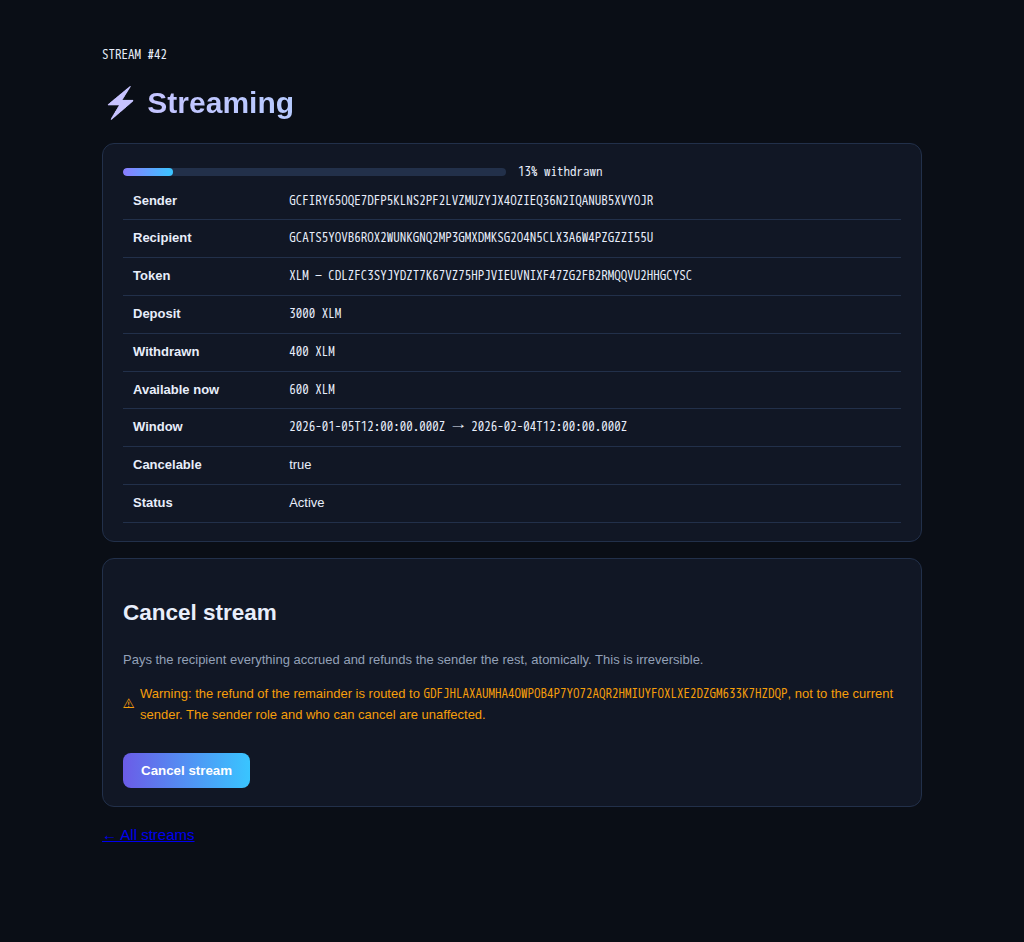 STREAM #42
⚡ Streaming
13% withdrawn
Sender GCFIRY65OQE7DFP5KLNS2PF2LVZMUZYJX4OZIEQ36N2IQANUB5XVYOJR
Recipient GCATS5YOVB6ROX2WUNKGNQ2MP3GMXDMKSG2O4N5CLX3A6W4PZGZZI55U
Token XLM — CDLZFC3SYJYDZT7K67VZ75HPJVIEUVNIXF47ZG2FB2RMQQVU2HHGCYSC
Deposit 3000 XLM
Withdrawn 400 XLM
Available now 600 XLM
Window 2026-01-05T12:00:00.000Z → 2026-02-04T12:00:00.000Z
Cancelable true
Status Active
Cancel stream
Pays the recipient everything accrued and refunds the sender the rest, atomically. This is irreversible.
⚠ Warning: the refund of the remainder is routed to GDFJHLAXAUMHA4OWPOB4P7YO72AQR2HMIUYFOXLXE2DZGM633K7HZDQP, not to the current
sender. The sender role and who can cancel are unaffected.
Cancel stream
← All streams